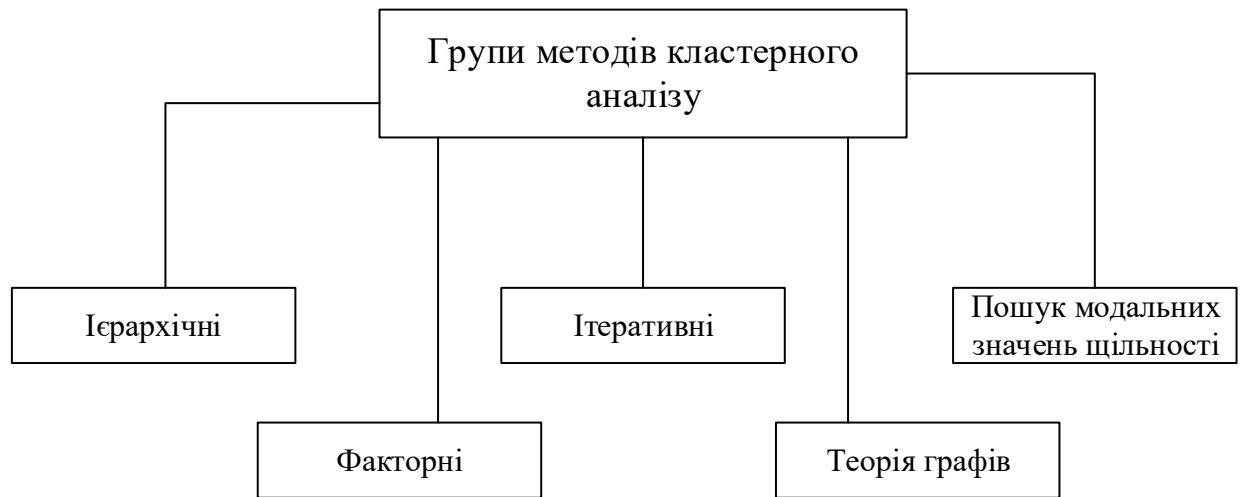 Групи методів кластерного
аналізу
Ієрархічні
Ітеративні
Пошук модальних
значень щільності
Факторні
Теорія графів